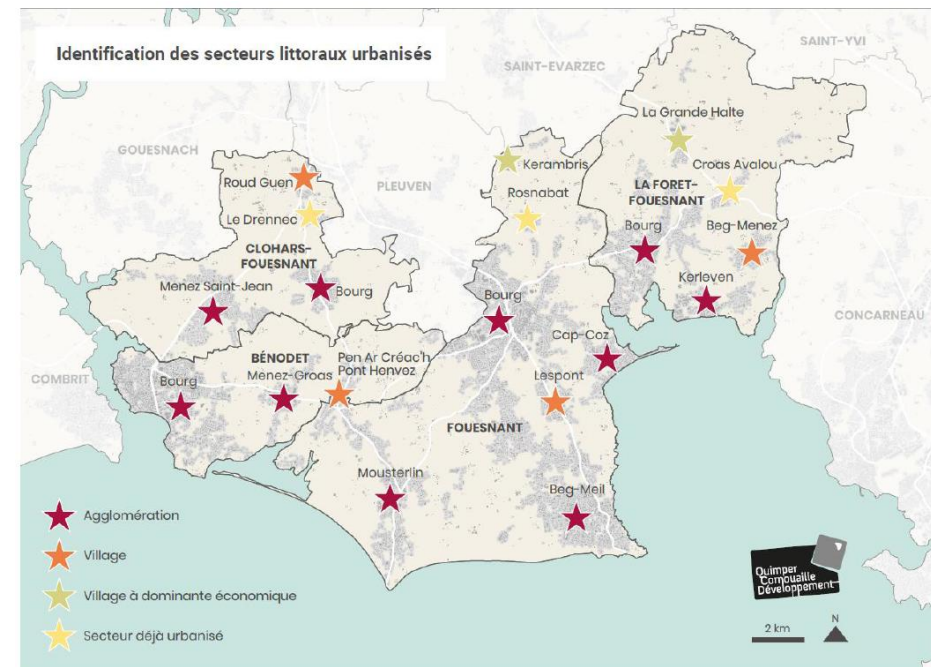 Identification des secteurs littoraux urbanisés
SAINT-YVI
SAINT-EVARZEC
La Grande Halte
GOUESNACH
Kerambris
Croas Avalou
Roud Guen
PLEUVEN
Rosnabat
LA FORET-
FOUESNANT
Le Drennec
Bourg
Beg-Menez
CLOHARS-
FOUESNANT
Menez Saint-Jean
Bourg
Bourg
Kerleven
CONCARNEAU
Cap-Coz
BÉNODET
Pen Ar Créac'h
Pont Henvez
COMBRIT
Bourg
Menez-Groas
Lespont
FOUESNANT
Mousterlin
Beg-Meil
Agglomération
Village
Village à dominante économique
Secteur déjà urbanisé
Quimper
Cornouaille
Développement
2 km
N